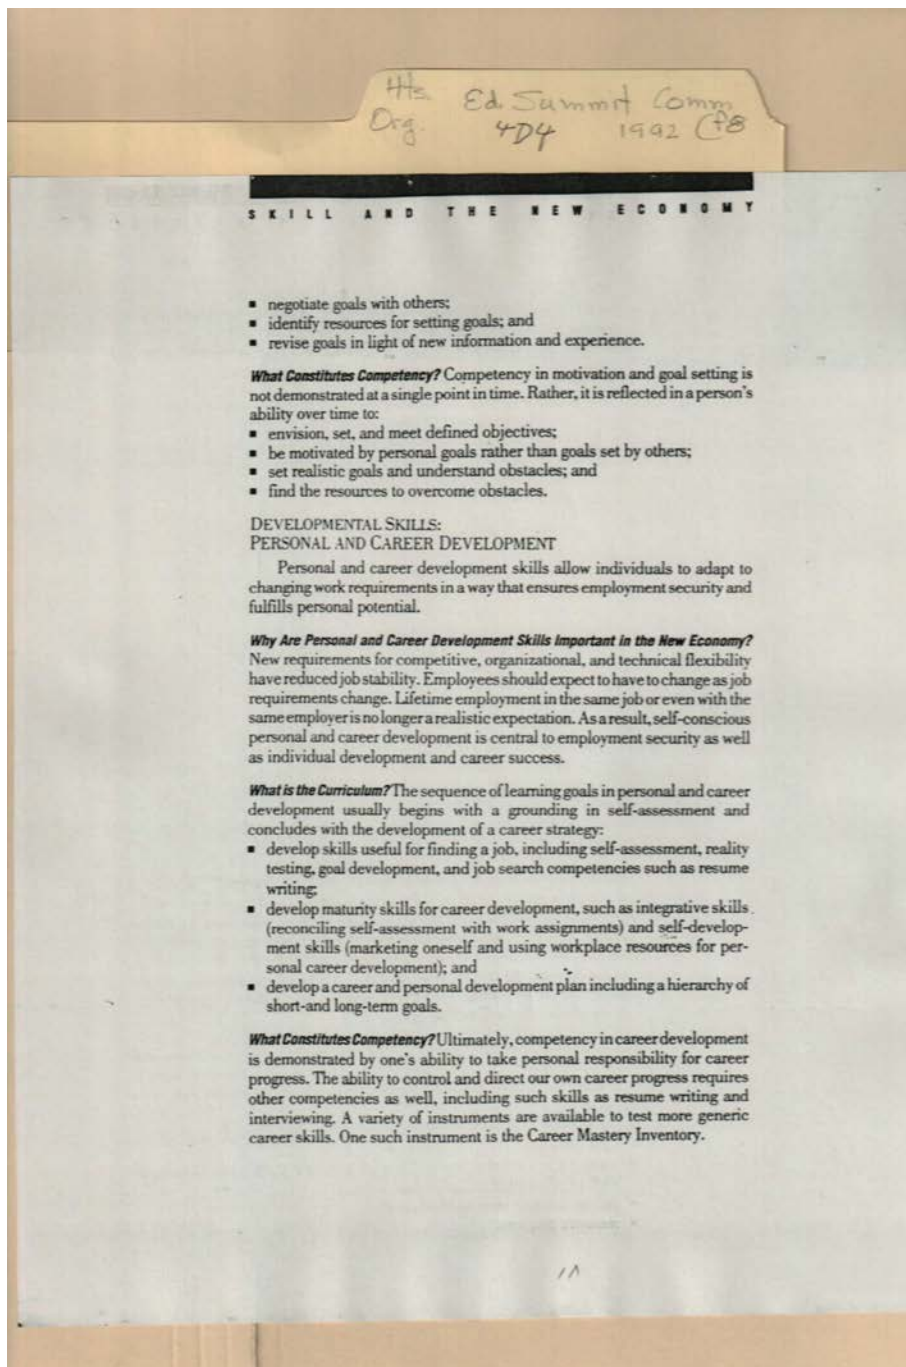 Hs. Ed. Summit Comm
Org. 4D4 1992
SKILL AND THE NEW ECONOMY
▪ negotiate goals with others;
▪ identify resources for setting goals; and
▪ revise goals in light of new information and experience.
What Constitutes Competency? Competency in motivation and goal setting is
not demonstrated at a single point in time. Rather, it is reflected in a person's
ability over time to:
▪ envision, set, and meet defined objectives;
▪ be motivated by personal goals rather than goals set by others;
▪ set realistic goals and understand obstacles; and
▪ find the resources to overcome obstacles.
DEVELOPMENTAL SKILLS:
PERSONAL AND CAREER DEVELOPMENT
Personal and career development skills allow individuals to adapt to
changing work requirements in a way that ensures employment security and
fulfills personal potential.
Why Are Personal and Career Development Skills Important in the New Economy?
New requirements for competitive, organizational, and technical flexibility
have reduced job stability. Employees should expect to have to change as job
requirements change. Lifetime employment in the same job or even with the
same employer is no longer a realistic expectation. As a result, self-conscious
personal and career development is central to employment security as well
as individual development and career success.
What is the Curriculum? The sequence of learning goals in personal and career
development usually begins with a grounding in self-assessment and
concludes with the development of a career strategy:
▪ develop skills useful for finding a job, including self-assessment, reality
testing, goal development, and job search competencies such as resume
writing;
▪ develop maturity skills for career development, such as integrative skills
(reconciling self-assessment with work assignments) and self-develop-
ment skills (marketing oneself and using workplace resources for per-
sonal career development); and
▪ develop a career and personal development plan including a hierarchy of
short-and long-term goals.
What Constitutes Competency? Ultimately, competency in career development
is demonstrated by one's ability to take personal responsibility for career
progress. The ability to control and direct our own career progress requires
other competencies as well, including such skills as resume writing and
interviewing. A variety of instruments are available to test more generic
career skills. One such instrument is the Career Mastery Inventory.